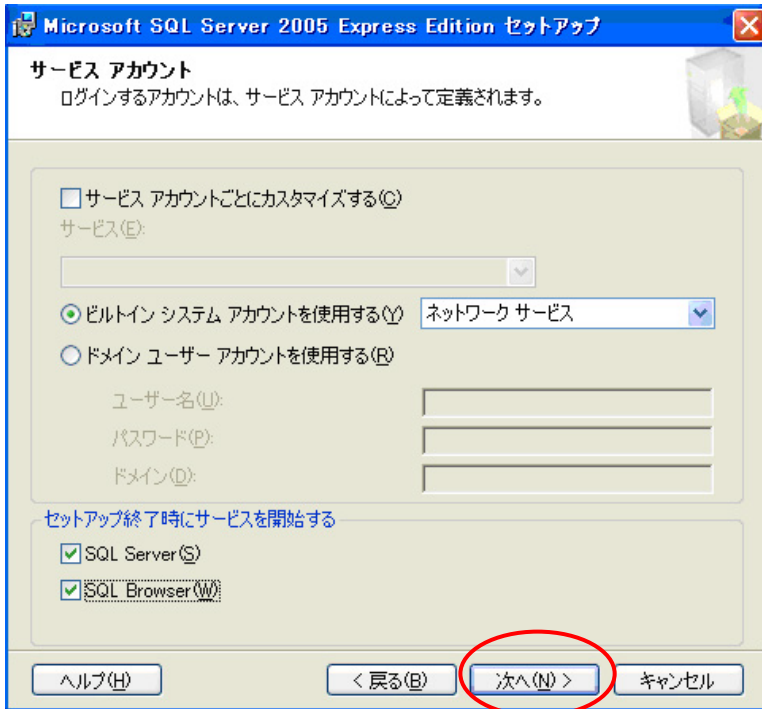 Microsoft SQL Server 2005 Express Edition セットアップ
サービス アカウント
ログインするアカウントは、サービス アカウントによって定義されます。
サービス アカウントごとにカスタマイズする(C)
サービス(E):
ビルトイン システム アカウントを使用する(Y) ネットワーク サービス
ドメイン ユーザー アカウントを使用する(R)
ユーザー名(U):
パスワード(P):
ドメイン(D):
セットアップ終了時にサービスを開始する
SQL Server(S)
SQL Browser(W)
ヘルプ(H) < 戻る(B) 次へ(N) > キャンセル